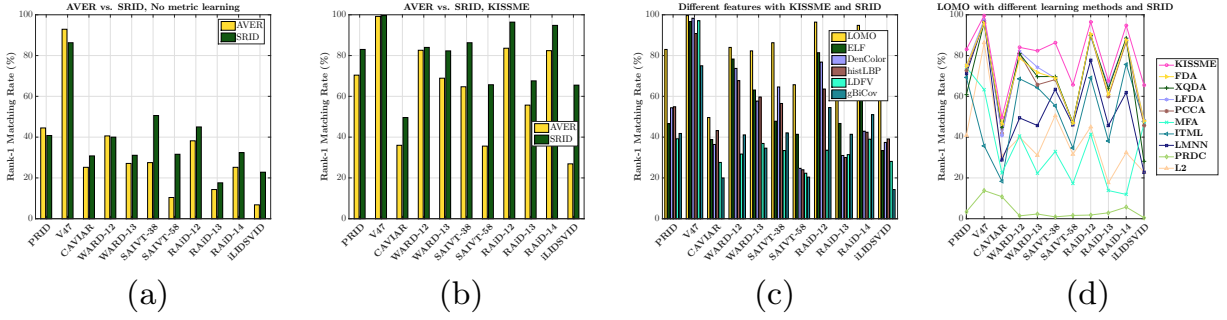 AVER vs. SRID, No metric learning
Rank-1 Matching Rate (%)
100
80
60
40
20
0
AVER
SRID
PRID
V47
CAVIAR
WARD-12
WARD-13
SAIVT-38
SAIVT-58
RAiD-12
RAiD-13
RAiD-14
iLIDSVID
(a)
AVER vs. SRID, KISSME
Rank-1 Matching Rate (%)
100
80
60
40
20
0
AVER
SRID
PRID
V47
CAVIAR
WARD-12
WARD-13
SAIVT-38
SAIVT-58
RAiD-12
RAiD-13
RAiD-14
iLIDSVID
(b)
Different features with KISSME and SRID
Rank-1 Matching Rate (%)
100
80
60
40
20
0
LOMO
ELF
DenColor
histLBP
LDFV
gBiCov
PRID
V47
CAVIAR
WARD-12
WARD-13
SAIVT-38
SAIVT-58
RAiD-12
RAiD-13
RAiD-14
iLIDSVID
(c)
LOMO with different learning methods and SRID
Rank-1 Matching Rate (%)
100
80
60
40
20
0
KISSME
FDA
XQDA
LFDA
PCCA
MFA
ITML
LMNN
PRDC
L2
PRID
V47
CAVIAR
WARD-12
WARD-13
SAIVT-38
SAIVT-58
RAiD-12
RAiD-13
RAiD-14
iLIDSVID
(d)